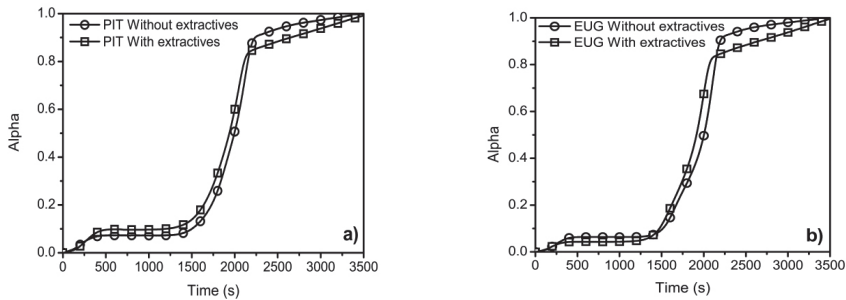 PIT Without extractives
PIT With extractives
Alpha
1.0
0.8
0.6
0.4
0.2
0.0
0 500 1000 1500 2000 2500 3000 3500
Time (s)
a)
EUG Without extractives
EUG With extractives
Alpha
1.0
0.8
0.6
0.4
0.2
0.0
0 500 1000 1500 2000 2500 3000 3500
Time (s)
b)